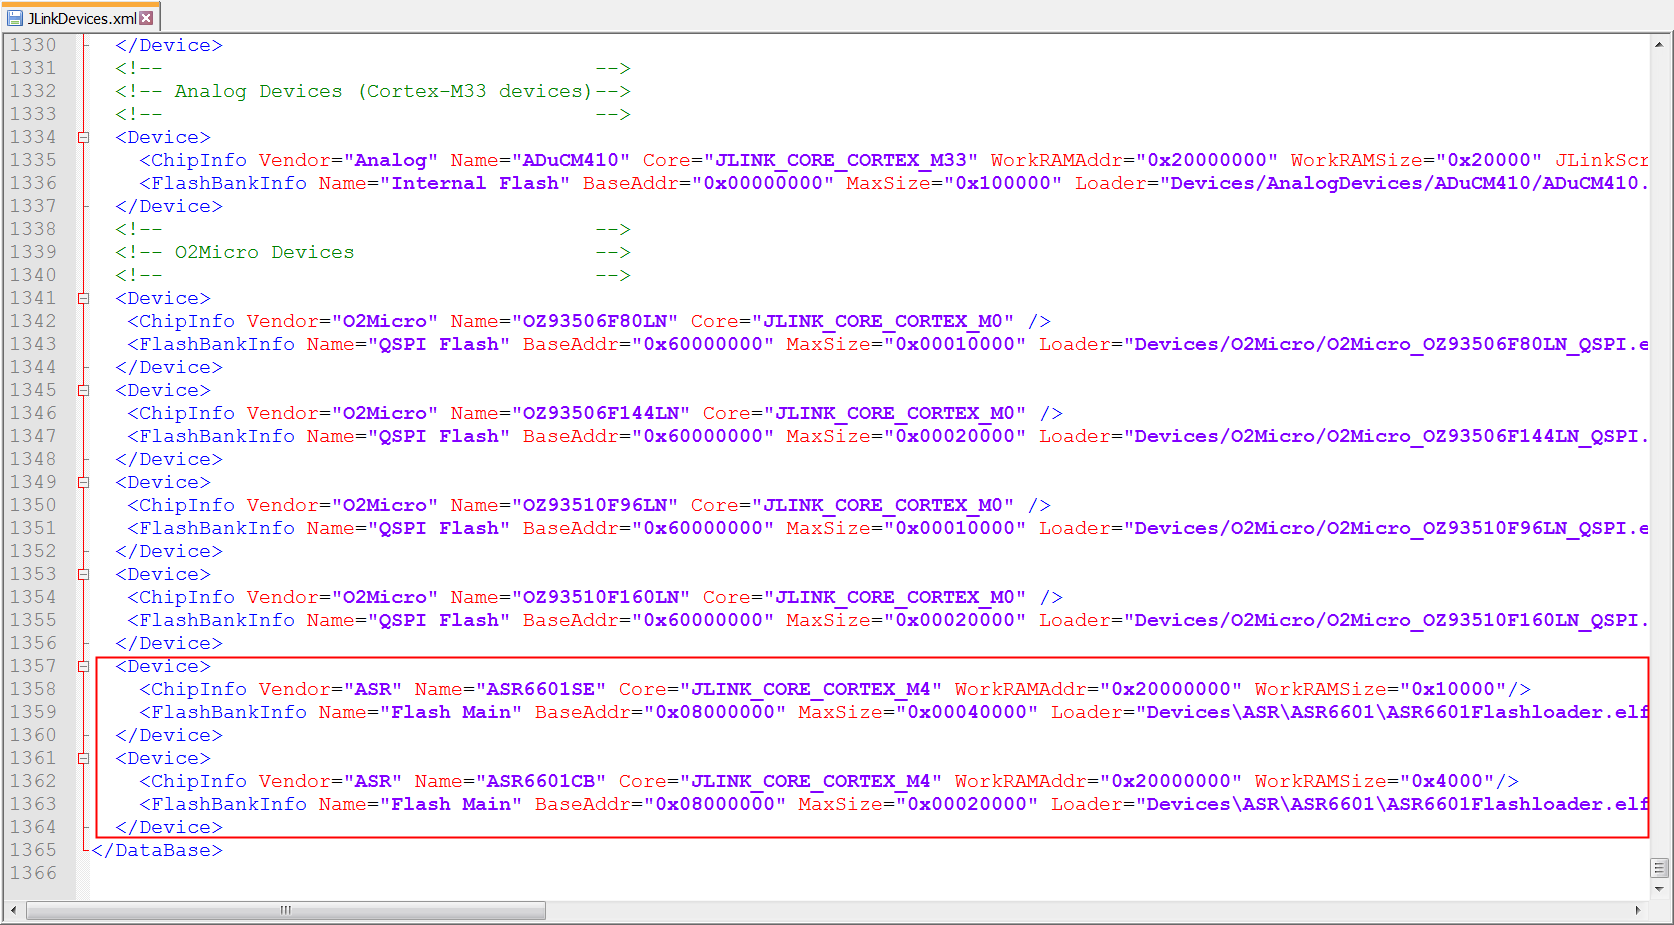 JLinkDevices.xml
1330 </Device>
1331 <!-- -->
1332 <!-- Analog Devices (Cortex-M33 devices)-->
1333 <!-- -->
1334 <Device>
1335 <ChipInfo Vendor="Analog" Name="ADuCM410" Core="JLINK_CORE_CORTEX_M33" WorkRAMAddr="0x20000000" WorkRAMSize="0x20000" JLinkScr
1336 <FlashBankInfo Name="Internal Flash" BaseAddr="0x00000000" MaxSize="0x100000" Loader="Devices/AnalogDevices/ADuCM410/ADuCM410.
1337 </Device>
1338 <!-- -->
1339 <!-- O2Micro Devices -->
1340 <!-- -->
1341 <Device>
1342 <ChipInfo Vendor="O2Micro" Name="OZ93506F80LN" Core="JLINK_CORE_CORTEX_M0" />
1343 <FlashBankInfo Name="QSPI Flash" BaseAddr="0x60000000" MaxSize="0x00010000" Loader="Devices/O2Micro/O2Micro_OZ93506F80LN_QSPI.e
1344 </Device>
1345 <Device>
1346 <ChipInfo Vendor="O2Micro" Name="OZ93506F144LN" Core="JLINK_CORE_CORTEX_M0" />
1347 <FlashBankInfo Name="QSPI Flash" BaseAddr="0x60000000" MaxSize="0x00020000" Loader="Devices/O2Micro/O2Micro_OZ93506F144LN_QSPI.
1348 </Device>
1349 <Device>
1350 <ChipInfo Vendor="O2Micro" Name="OZ93510F96LN" Core="JLINK_CORE_CORTEX_M0" />
1351 <FlashBankInfo Name="QSPI Flash" BaseAddr="0x60000000" MaxSize="0x00010000" Loader="Devices/O2Micro/O2Micro_OZ93510F96LN_QSPI.e
1352 </Device>
1353 <Device>
1354 <ChipInfo Vendor="O2Micro" Name="OZ93510F160LN" Core="JLINK_CORE_CORTEX_M0" />
1355 <FlashBankInfo Name="QSPI Flash" BaseAddr="0x60000000" MaxSize="0x00020000" Loader="Devices/O2Micro/O2Micro_OZ93510F160LN_QSPI.
1356 </Device>
1357 <Device>
1358 <ChipInfo Vendor="ASR" Name="ASR6601SE" Core="JLINK_CORE_CORTEX_M4" WorkRAMAddr="0x20000000" WorkRAMSize="0x10000"/>
1359 <FlashBankInfo Name="Flash Main" BaseAddr="0x08000000" MaxSize="0x00040000" Loader="Devices\ASR\ASR6601\ASR6601Flashloader.elf
1360 </Device>
1361 <Device>
1362 <ChipInfo Vendor="ASR" Name="ASR6601CB" Core="JLINK_CORE_CORTEX_M4" WorkRAMAddr="0x20000000" WorkRAMSize="0x4000"/>
1363 <FlashBankInfo Name="Flash Main" BaseAddr="0x08000000" MaxSize="0x00020000" Loader="Devices\ASR\ASR6601\ASR6601Flashloader.elf
1364 </Device>
1365 </DataBase>
1366